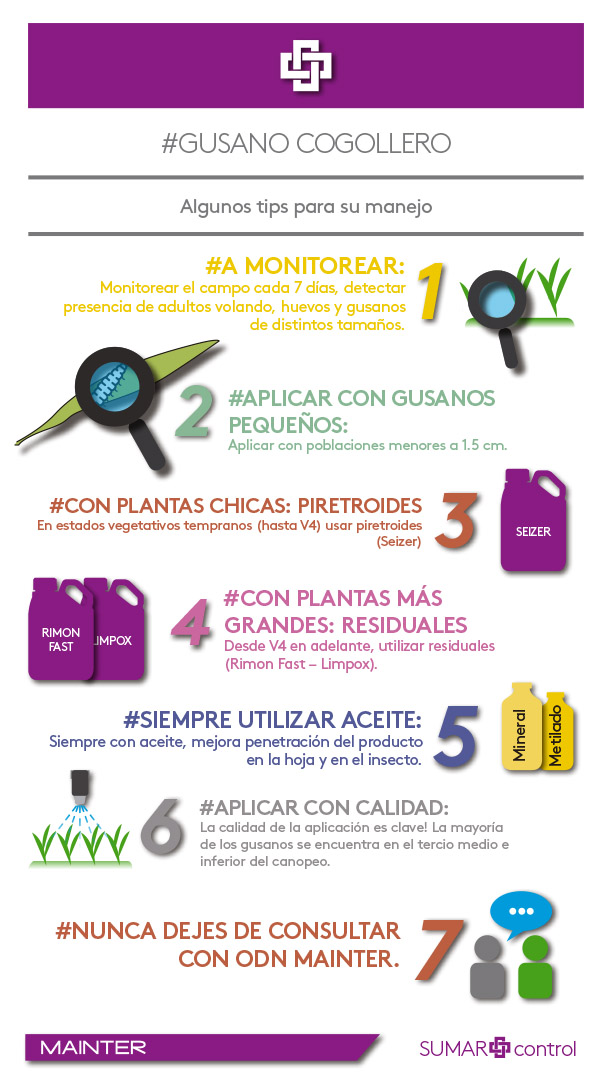 #GUSANO COGOLLERO
Algunos tips para su manejo
#A MONITOREAR:
Monitorear el campo cada 7 días, detectar
presencia de adultos volando, huevos y gusanos
de distintos tamaños.
1
2
#APLICAR CON GUSANOS
PEQUEÑOS:
Aplicar con poblaciones menores a 1.5 cm.
#CON PLANTAS CHICAS: PIRETROIDES
En estados vegetativos tempranos (hasta V4) usar piretroides
(Seizer)
3
SEIZER
RIMON
FAST
LIMPOX
4
#CON PLANTAS MÁS
GRANDES: RESIDUALES
Desde V4 en adelante, utilizar residuales
(Rimon Fast – Limpox).
#SIEMPRE UTILIZAR ACEITE:
Siempre con aceite, mejora penetración del producto
en la hoja y en el insecto.
5
Mineral
Metilado
6
#APLICAR CON CALIDAD:
La calidad de la aplicación es clave! La mayoría
de los gusanos se encuentra en el tercio medio e
inferior del canopeo.
#NUNCA DEJES DE CONSULTAR
CON ODN MAINTER.
7
MAINTER
SUMAR control